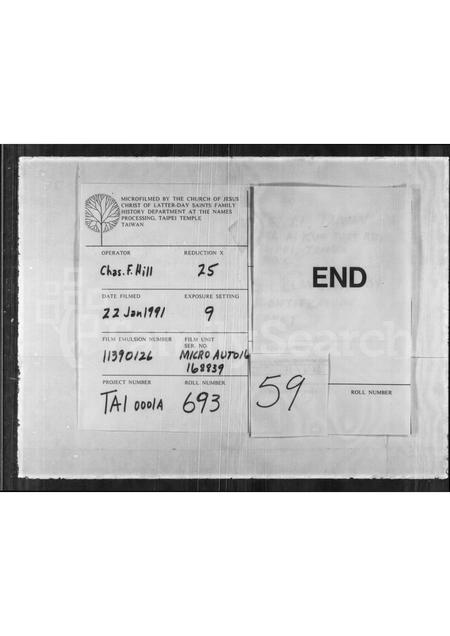 MICROFILMED BY THE CHURCH OF JESUS
CHRIST OF LATTER-DAY SAINTS FAMILY
HISTORY DEPARTMENT AT THE NAMES
PROCESSING, TAIPEI TEMPLE
TAIWAN
OPERATOR
Chas. F. Hill
REDUCTION X
25
DATE FILMED
22 Jan 1991
EXPOSURE SETTING
9
FILM EMULSION NUMBER
11390126
FILM UNIT
SER. NO.
MICRO AUTO16
168839
PROJECT NUMBER
TAI 0001A
ROLL NUMBER
693
END
59
ROLL NUMBER